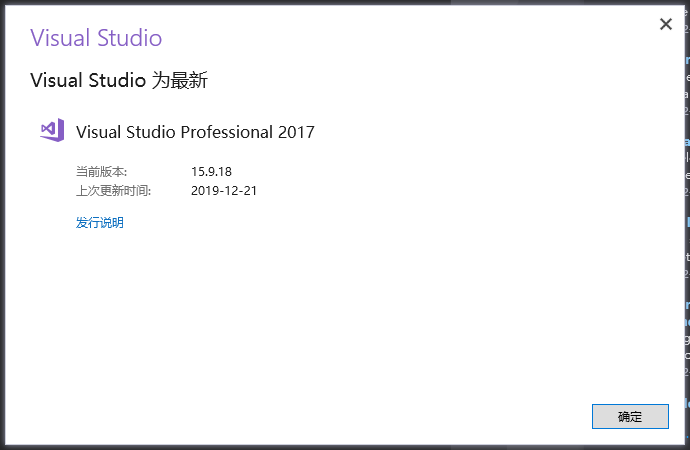 Visual Studio
Visual Studio 为最新
Visual Studio Professional 2017
当前版本: 15.9.18
上次更新时间: 2019-12-21
发行说明
确定